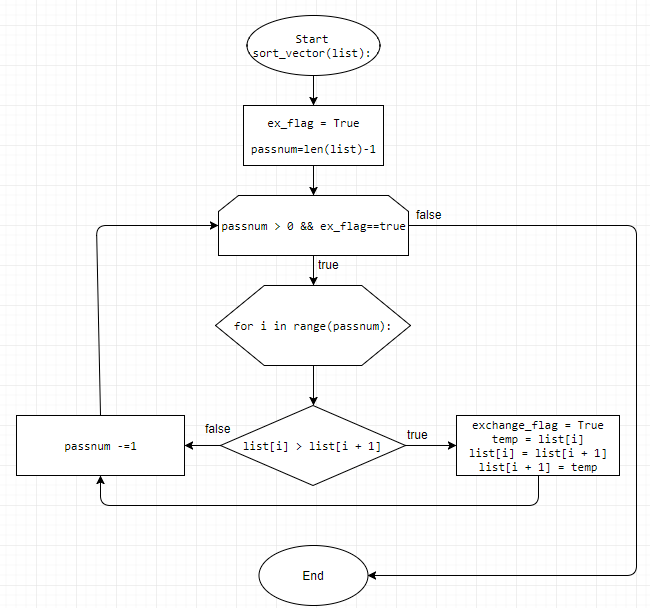 Start
sort_vector(list):
ex_flag = True
passnum=len(list)-1
passnum > 0 && ex_flag==true
false
true
for i in range(passnum):
list[i] > list[i + 1]
false
true
passnum -=1
exchange_flag = True
temp = list[i]
list[i] = list[i + 1]
list[i + 1] = temp
End